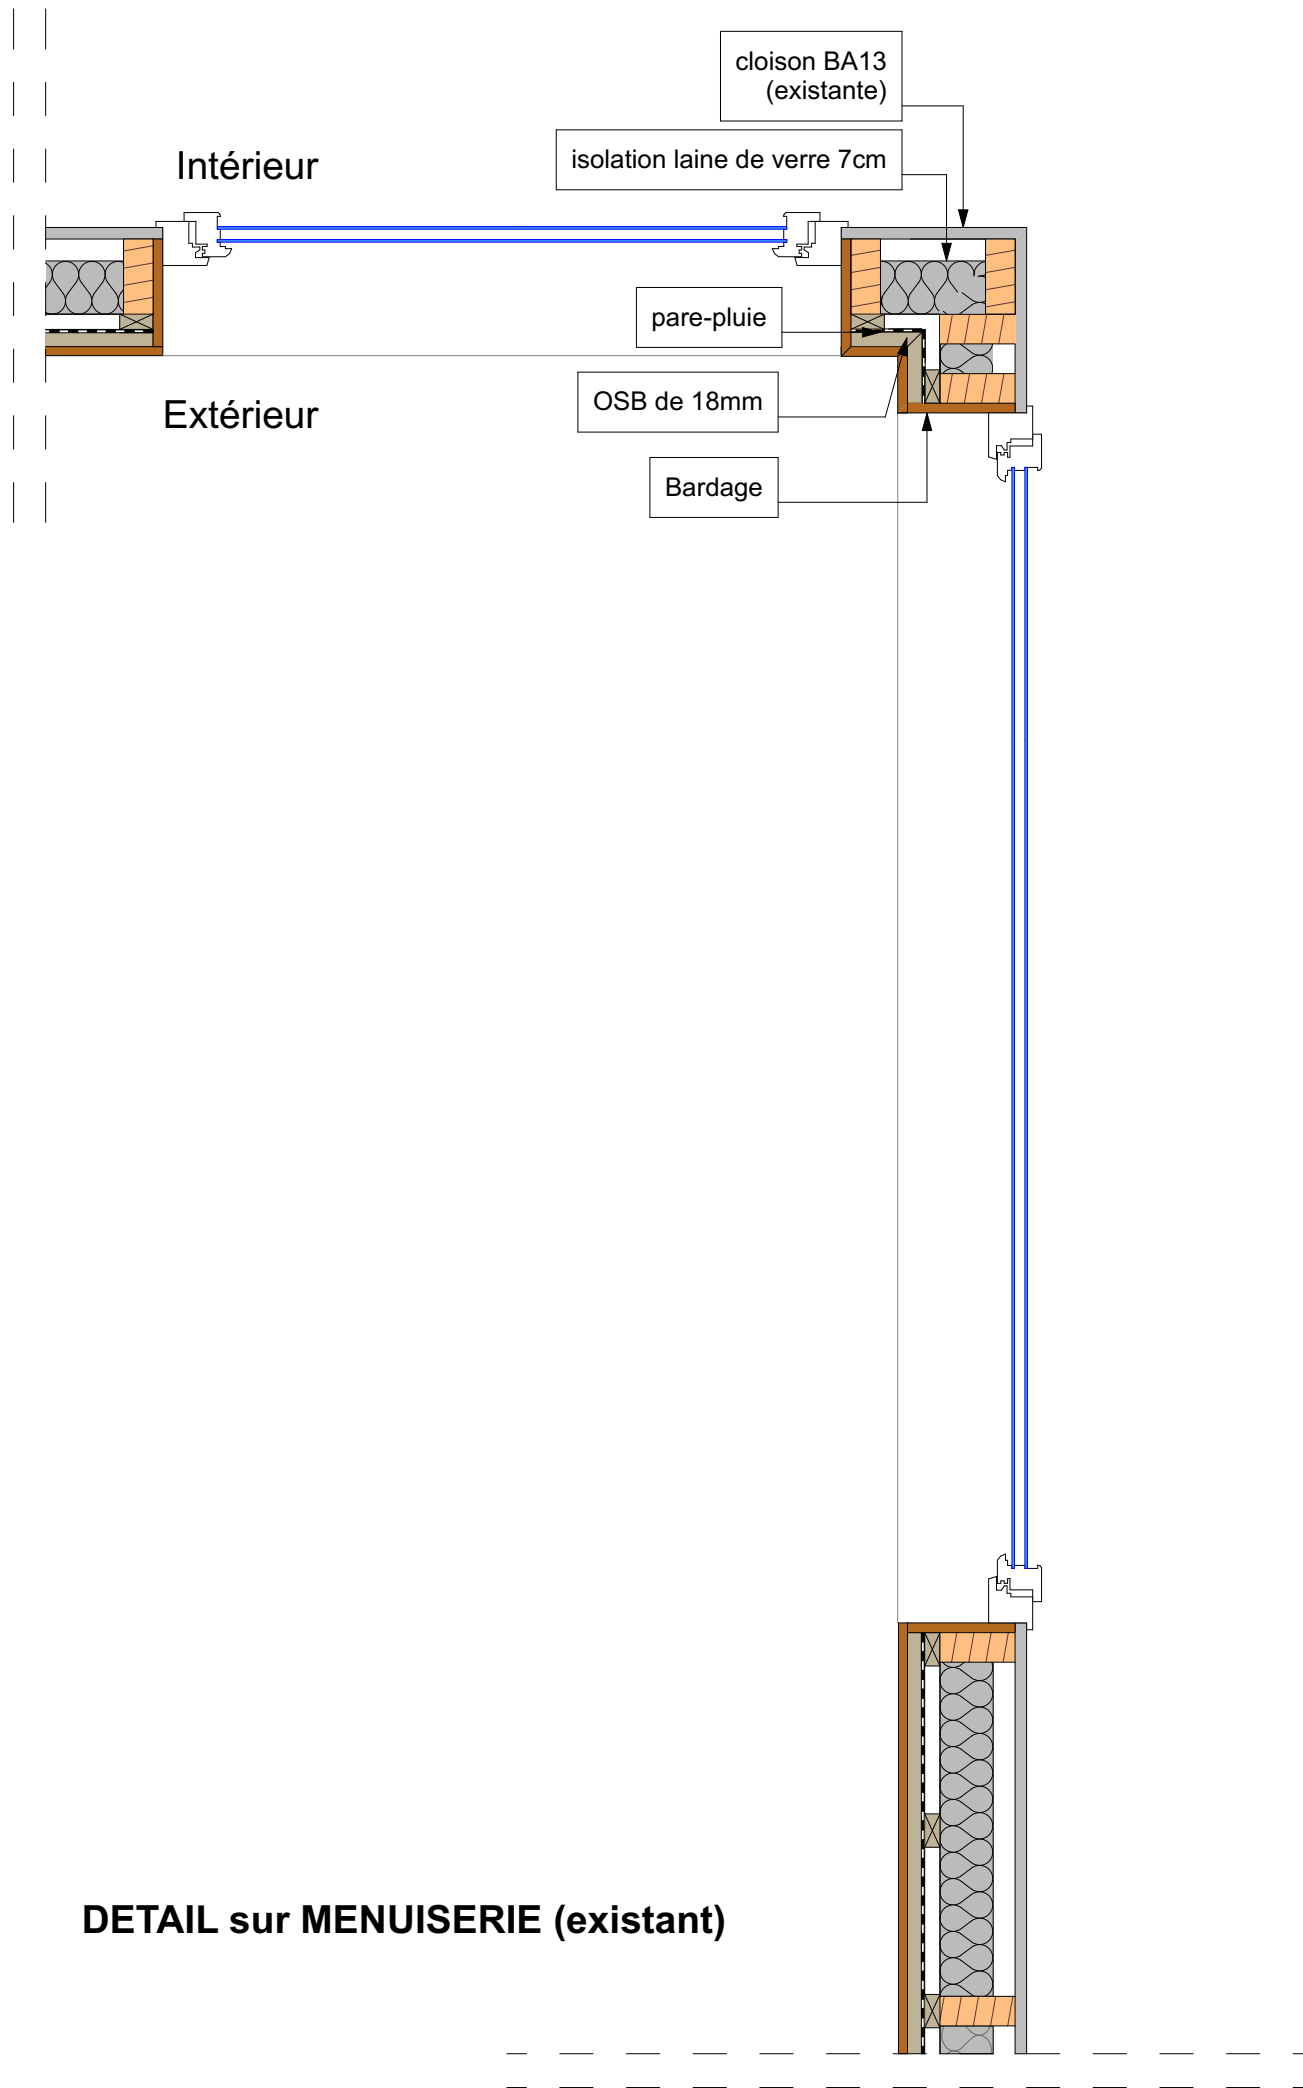 cloison BA13
(existante)
isolation laine de verre 7cm
Intérieur
pare-pluie
OSB de 18mm
Extérieur
Bardage
DETAIL sur MENUISERIE (existant)